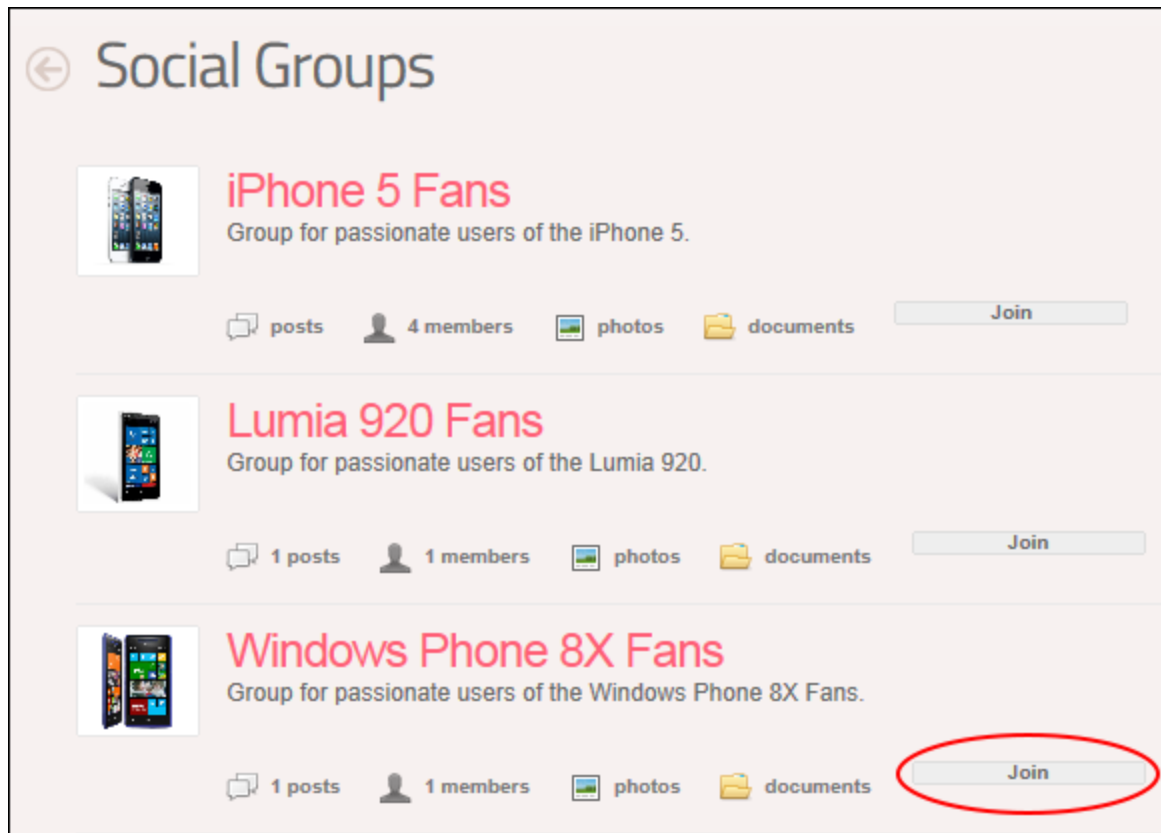 Social Groups
iPhone 5 Fans
Group for passionate users of the iPhone 5.
posts 4 members photos documents Join
Lumia 920 Fans
Group for passionate users of the Lumia 920.
1 posts 1 members photos documents Join
Windows Phone 8X Fans
Group for passionate users of the Windows Phone 8X Fans.
1 posts 1 members photos documents Join